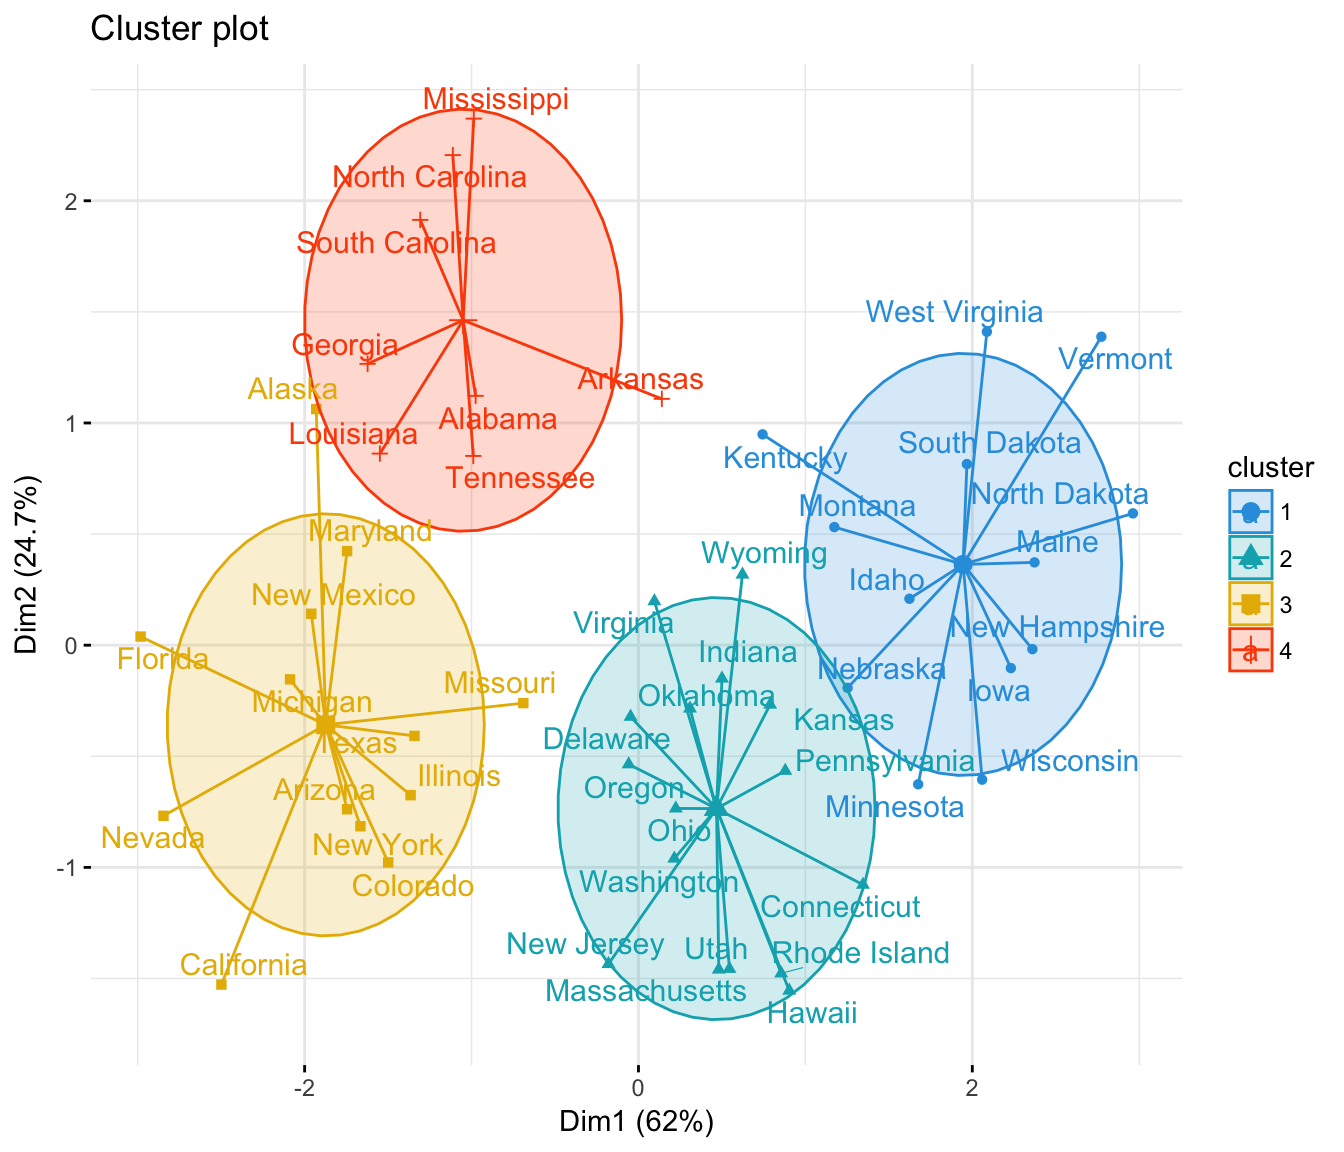 Cluster plot
Mississippi
North Carolina
South Carolina
Georgia
Alaska
Arkansas
Alabama
Louisiana
Tennessee
West Virginia
Vermont
South Dakota
Kentucky
North Dakota
Montana
Maine
Idaho
New Hampshire
Nebraska
Iowa
Wisconsin
Minnesota
Maryland
New Mexico
Florida
Michigan
Missouri
Texas
Illinois
Arizona
Nevada
New York
Colorado
California
Wyoming
Virginia
Indiana
Oklahoma
Kansas
Delaware
Pennsylvania
Oregon
Ohio
Washington
Connecticut
New Jersey
Utah
Rhode Island
Massachusetts
Hawaii
2
1
0
-1
Dim2 (24.7%)
-2
0
2
Dim1 (62%)
cluster
a 1
a 2
a 3
a 4